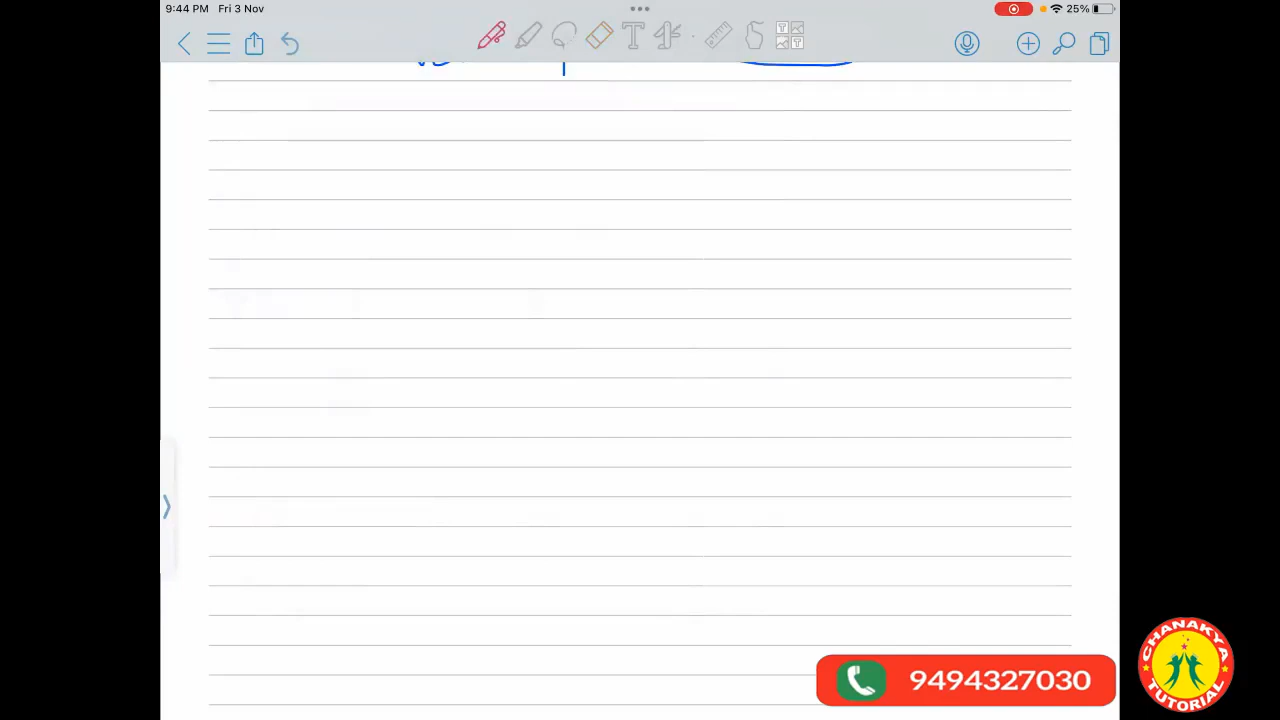 9:44 PM Fri 3 Nov
25%
9494327030
CHANAKYA
TUTORIAL